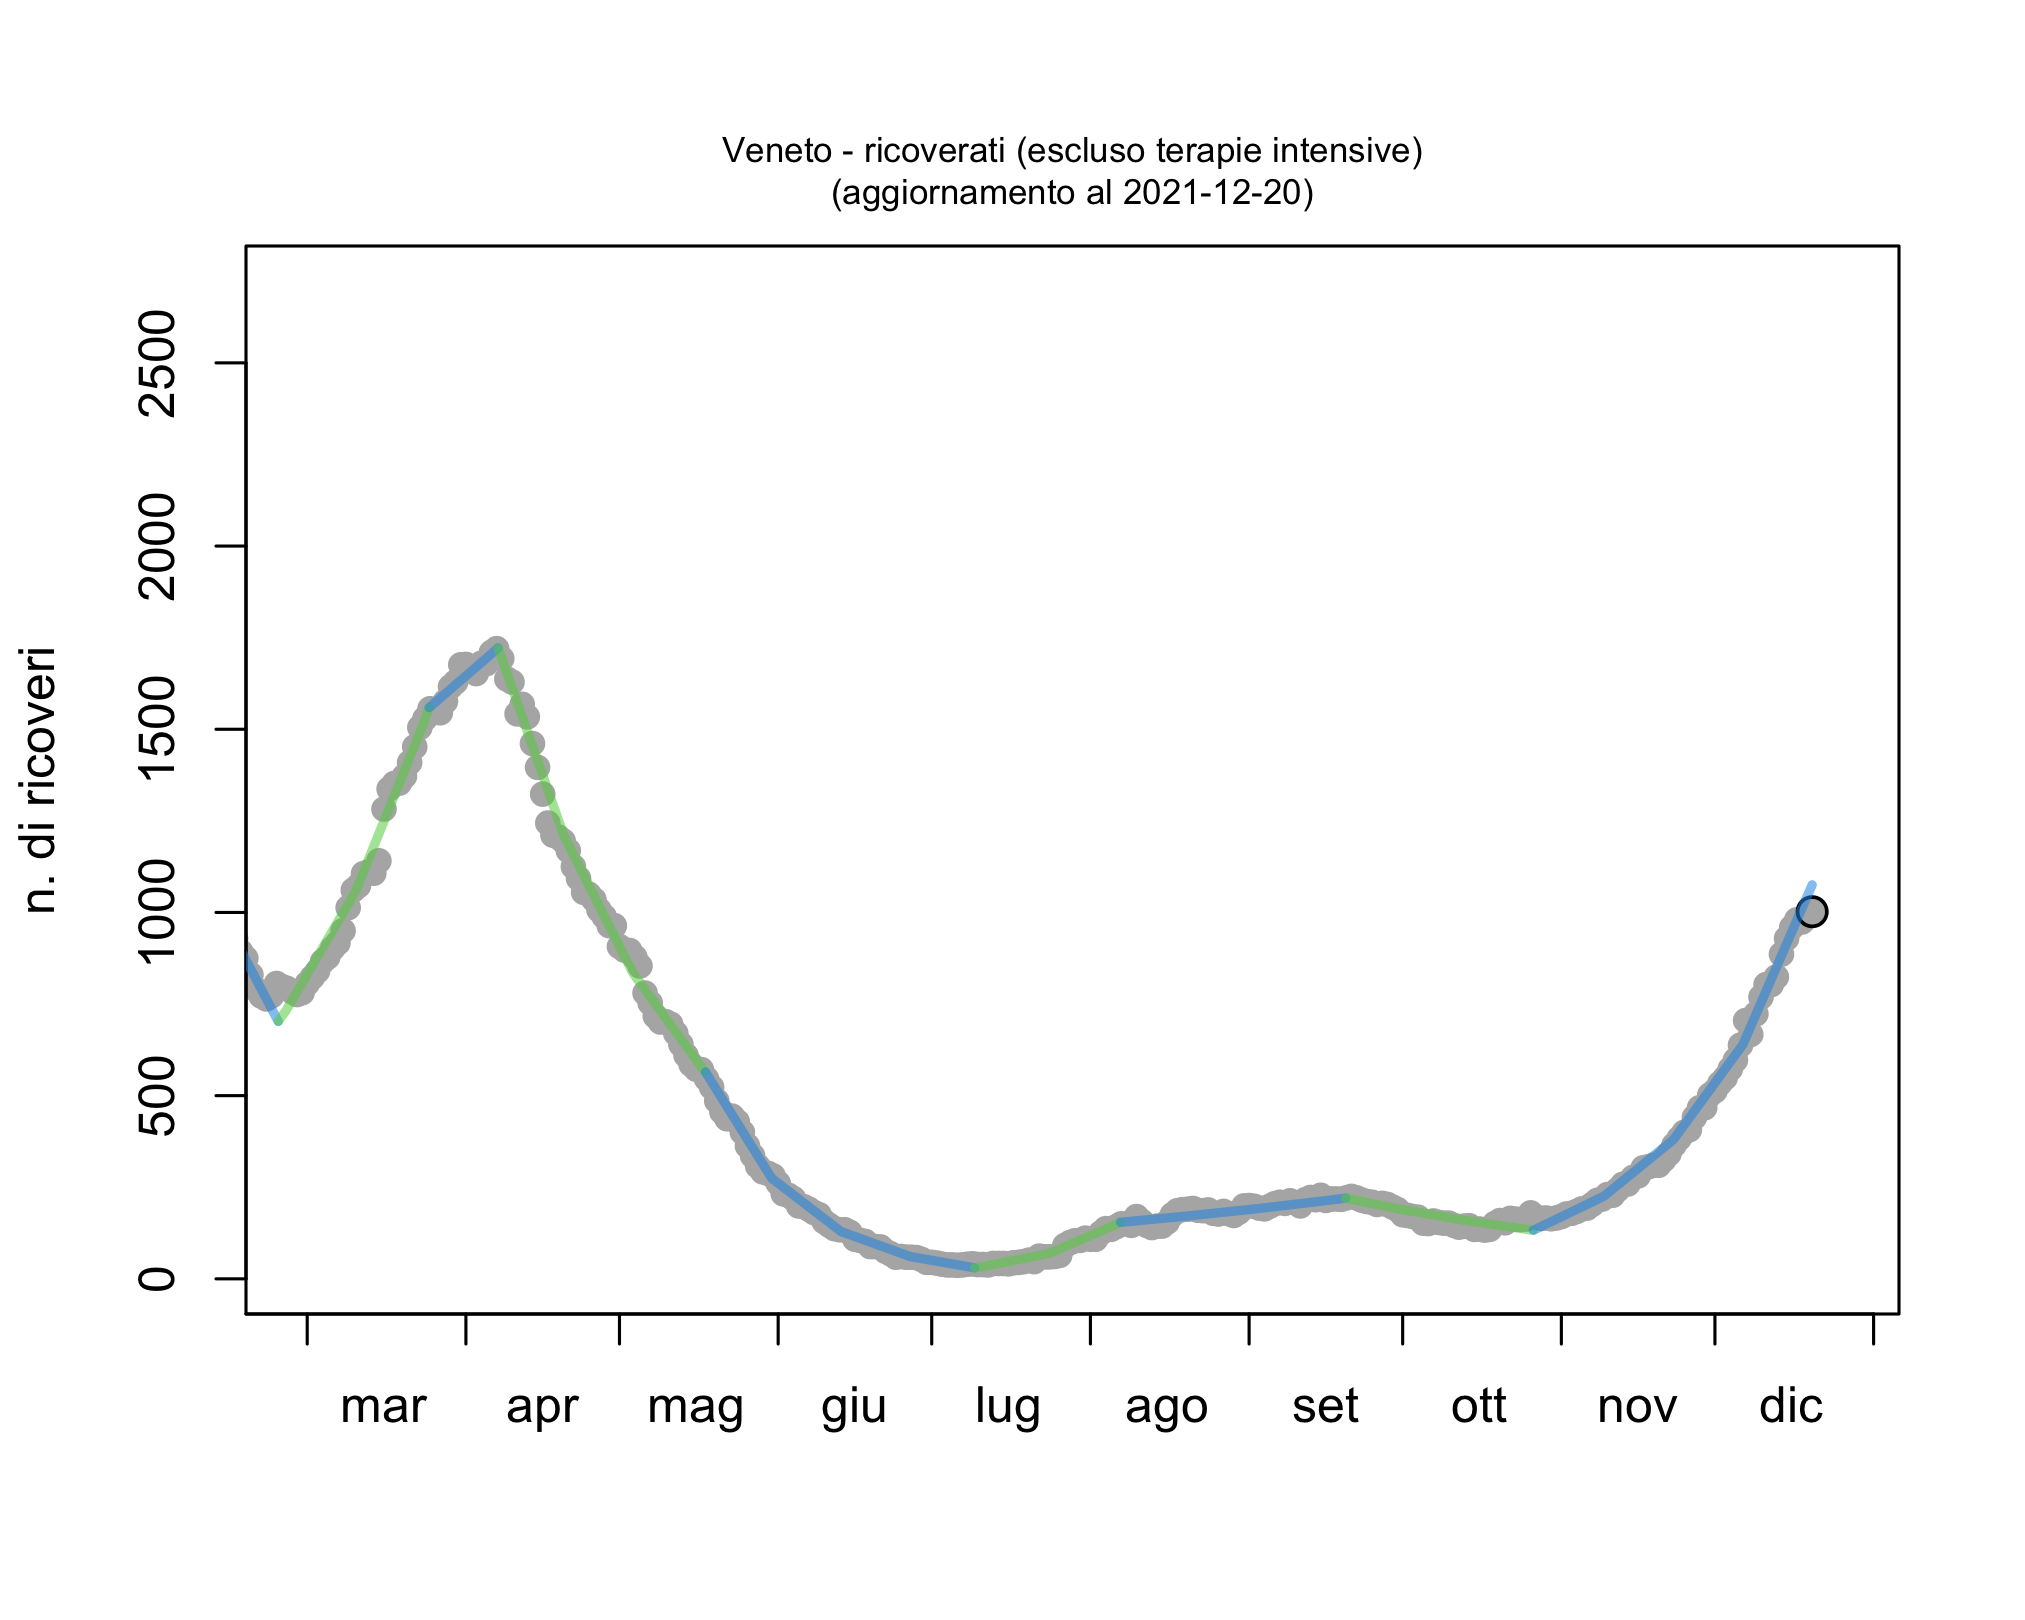 Veneto - ricoverati (escluso terapie intensive)
(aggiornamento al 2021-12-20)
n. di ricoveri
2500
2000
1500
1000
500
0
mar apr mag giu lug ago set ott nov dic